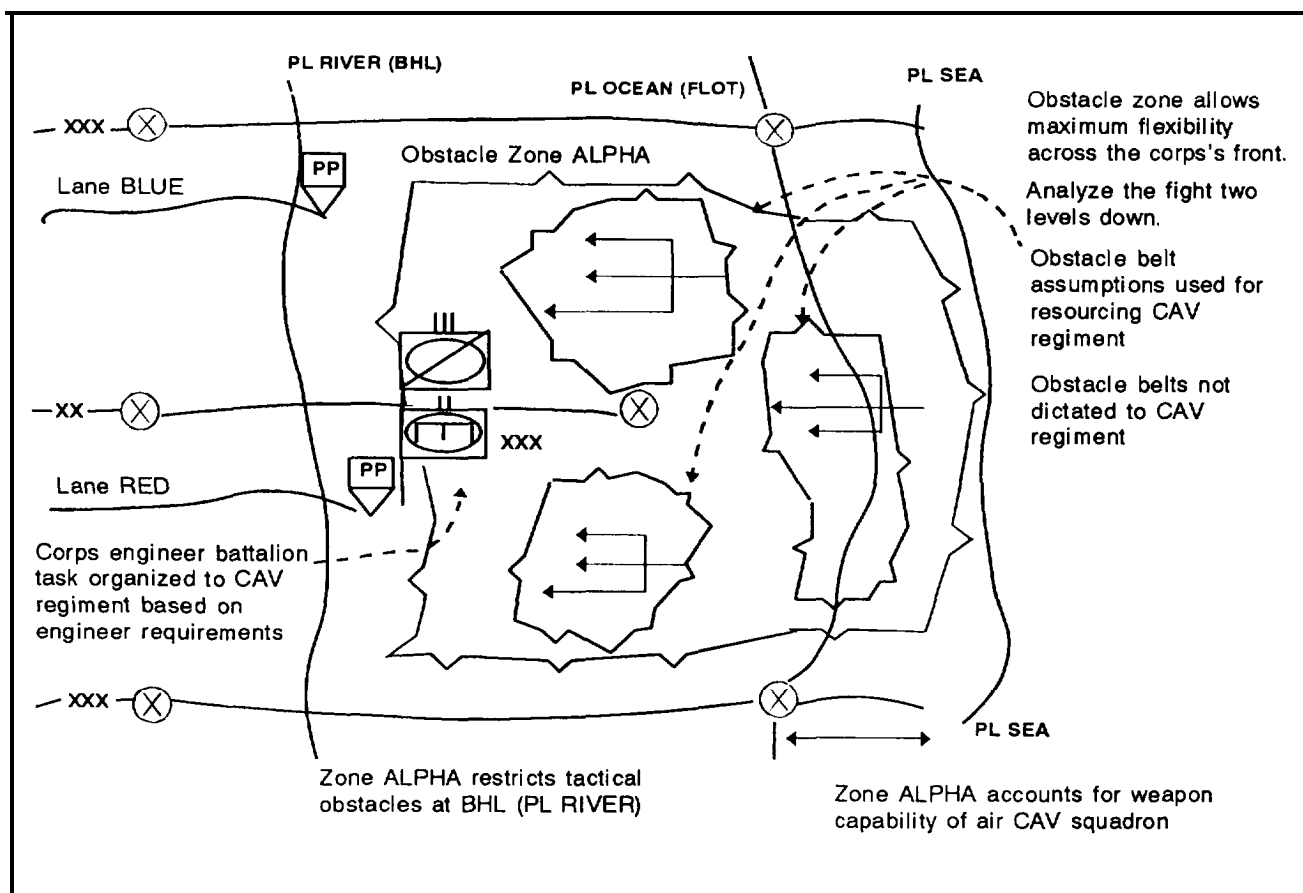 PL RIVER (BHL)
PL OCEAN (FLOT)
PL SEA
XXX
X
X
Obstacle zone allows
maximum flexibility
across the corps's front.
Obstacle Zone ALPHA
PP
Lane BLUE
Analyze the fight two
levels down.
Obstacle belt
assumptions used for
resourcing CAV
regiment
III
Obstacle belts not
dictated to CAV
regiment
XX
X
X
II
XXX
PP
Lane RED
Corps engineer battalion
task organized to CAV
regiment based on
engineer requirements
XXX
X
X
PL SEA
Zone ALPHA restricts tactical
obstacles at BHL (PL RIVER)
Zone ALPHA accounts for weapon
capability of air CAV squadron